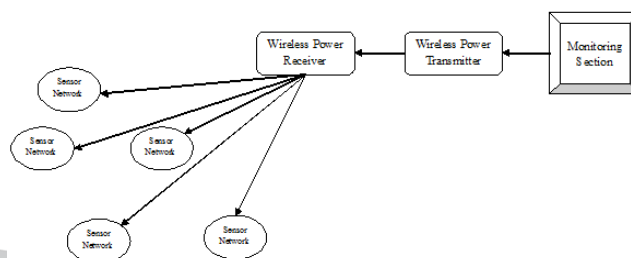 Wireless Power
Receiver
Wireless Power
Transmitter
Monitoring
Section
Sensor
Network
Sensor
Network
Sensor
Network
Sensor
Network
Sensor
Network